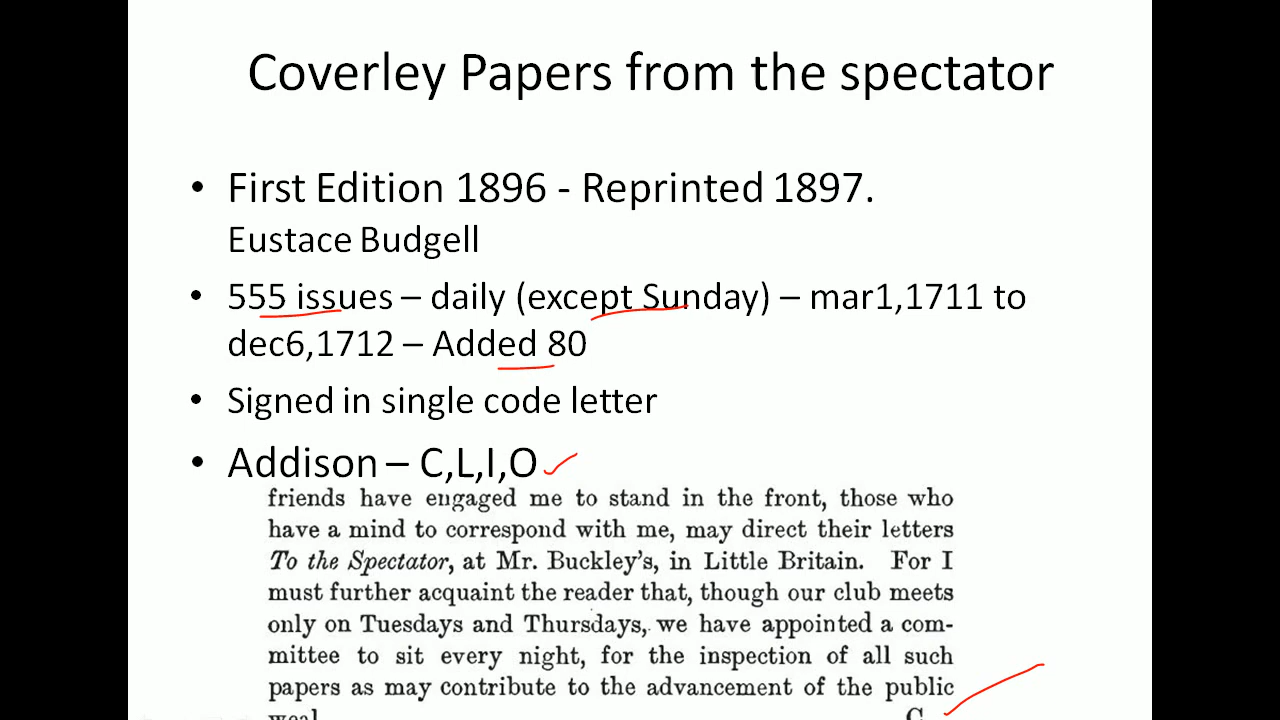 Coverley Papers from the spectator
• First Edition 1896 - Reprinted 1897.
Eustace Budgell
• 555 issues – daily (except Sunday) – mar1,1711 to
dec6,1712 – Added 80
• Signed in single code letter
• Addison – C,L,I,O
friends have engaged me to stand in the front, those who
have a mind to correspond with me, may direct their letters
To the Spectator, at Mr. Buckley's, in Little Britain. For I
must further acquaint the reader that, though our club meets
only on Tuesdays and Thursdays, we have appointed a com-
mittee to sit every night, for the inspection of all such
papers as may contribute to the advancement of the public
weal C